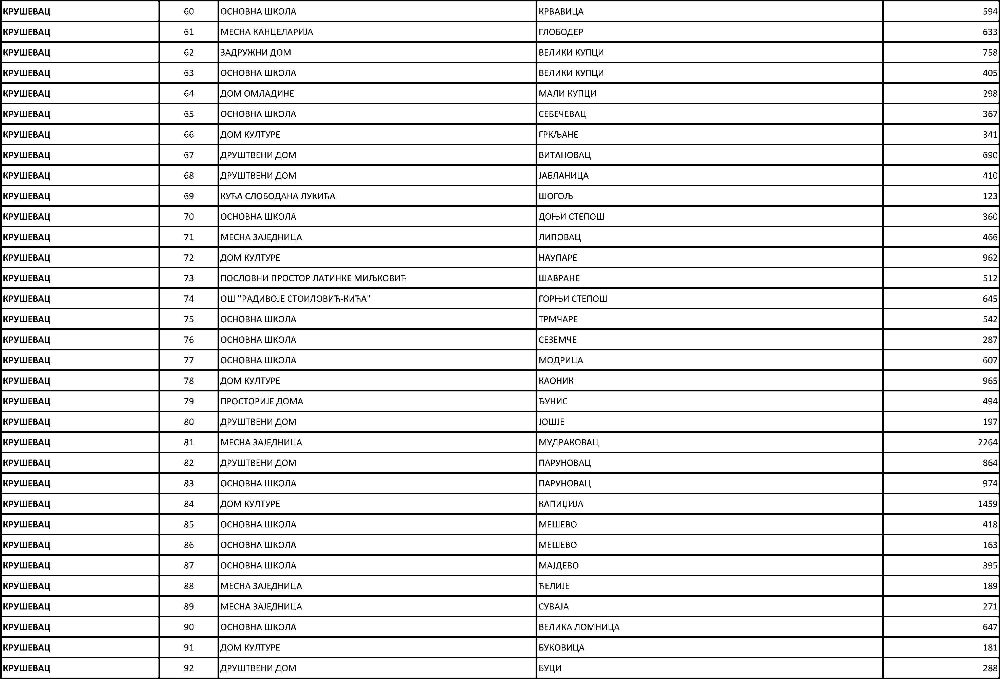 КРУШЕВАЦ 60 ОСНОВНА ШКОЛА КРВАВИЦА 594
КРУШЕВАЦ 61 МЕСНА КАНЦЕЛАРИЈА ГЛОБОДЕР 633
КРУШЕВАЦ 62 ЗАДРУЖНИ ДОМ ВЕЛИКИ КУПЦИ 758
КРУШЕВАЦ 63 ОСНОВНА ШКОЛА ВЕЛИКИ КУПЦИ 405
КРУШЕВАЦ 64 ДОМ ОМЛАДИНЕ МАЛИ КУПЦИ 298
КРУШЕВАЦ 65 ОСНОВНА ШКОЛА СЕБЕЧЕВАЦ 367
КРУШЕВАЦ 66 ДОМ КУЛТУРЕ ГРКЉАНЕ 341
КРУШЕВАЦ 67 ДРУШТВЕНИ ДОМ ВИТАНОВАЦ 690
КРУШЕВАЦ 68 ДРУШТВЕНИ ДОМ ЈАБЛАНИЦА 410
КРУШЕВАЦ 69 КУЋА СЛОБОДАНА ЛУКИЋА ШОГОЉ 123
КРУШЕВАЦ 70 ОСНОВНА ШКОЛА ДОЊИ СТЕПОШ 360
КРУШЕВАЦ 71 МЕСНА ЗАЈЕДНИЦА ЛИПОВАЦ 466
КРУШЕВАЦ 72 ДОМ КУЛТУРЕ НАУПАРЕ 962
КРУШЕВАЦ 73 ПОСЛОВНИ ПРОСТОР ЛАТИНКЕ МИЉКОВИЋ ШАВРАНЕ 512
КРУШЕВАЦ 74 ОШ "РАДИВОЈЕ СТОИЛОВИЋ-КИЋА" ГОРЊИ СТЕПОШ 645
КРУШЕВАЦ 75 ОСНОВНА ШКОЛА ТРМЧАРЕ 542
КРУШЕВАЦ 76 ОСНОВНА ШКОЛА СЕЗЕМЧЕ 287
КРУШЕВАЦ 77 ОСНОВНА ШКОЛА МОДРИЦА 607
КРУШЕВАЦ 78 ДОМ КУЛТУРЕ КАОНИК 965
КРУШЕВАЦ 79 ПРОСТОРИЈЕ ДОМА ЂУНИС 494
КРУШЕВАЦ 80 ДРУШТВЕНИ ДОМ ЈОШЈЕ 197
КРУШЕВАЦ 81 МЕСНА ЗАЈЕДНИЦА МУДРАКОВАЦ 2264
КРУШЕВАЦ 82 ДРУШТВЕНИ ДОМ ПАРУНОВАЦ 864
КРУШЕВАЦ 83 ОСНОВНА ШКОЛА ПАРУНОВАЦ 974
КРУШЕВАЦ 84 ДОМ КУЛТУРЕ КАПИЏИЈА 1459
КРУШЕВАЦ 85 ОСНОВНА ШКОЛА МЕШЕВО 418
КРУШЕВАЦ 86 ОСНОВНА ШКОЛА МЕШЕВО 163
КРУШЕВАЦ 87 ОСНОВНА ШКОЛА МАЈДЕВО 395
КРУШЕВАЦ 88 МЕСНА ЗАЈЕДНИЦА ЋЕЛИЈЕ 189
КРУШЕВАЦ 89 МЕСНА ЗАЈЕДНИЦА СУВАЈА 271
КРУШЕВАЦ 90 ОСНОВНА ШКОЛА ВЕЛИКА ЛОМНИЦА 647
КРУШЕВАЦ 91 ДОМ КУЛТУРЕ БУКОВИЦА 181
КРУШЕВАЦ 92 ДРУШТВЕНИ ДОМ БУЦИ 288